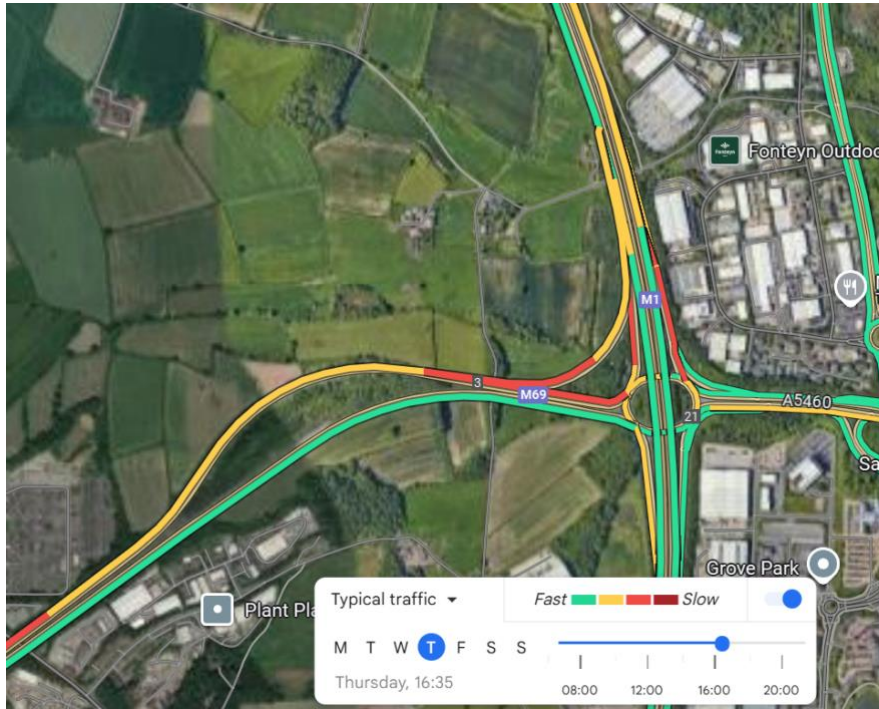 Fonteyn
Fonteyn Outdoo
M1
3
M69
A5460
21
Sa
Grove Park
Plant Pla
Typical traffic
Fast
Slow
M T W T F S S
Thursday, 16:35
08:00 12:00 16:00 20:00